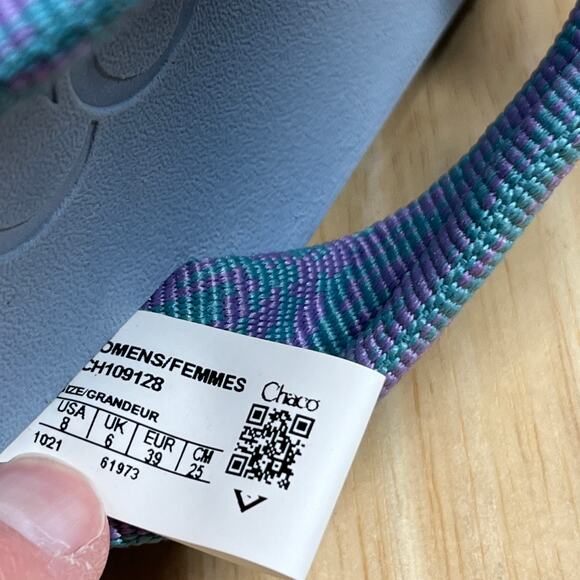 OMENS/FEMMES
CH109128
Chaco
IZE/GRANDEUR
USA UK EUR CM
8 6 39 25
1021 61973